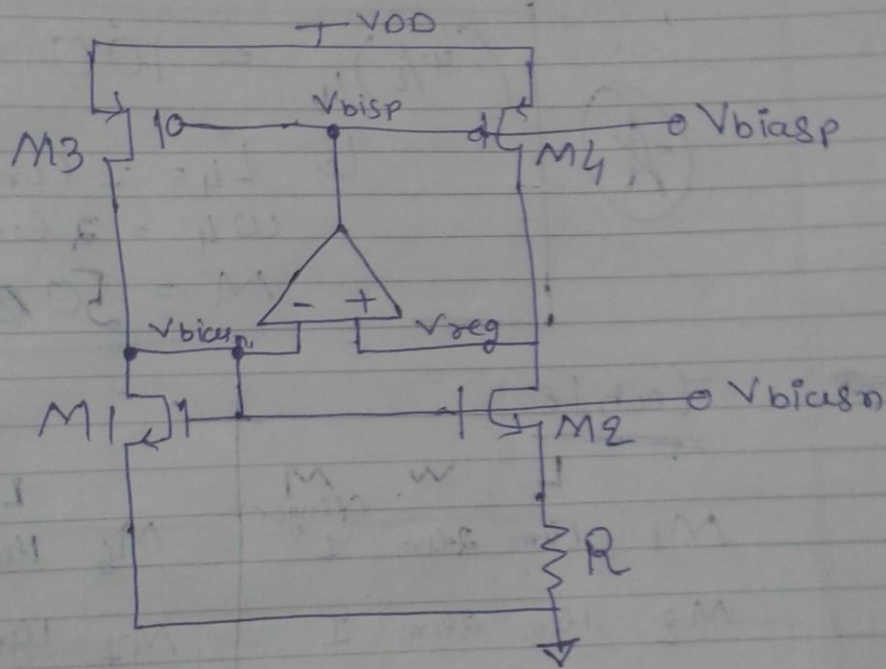 VDD
Vbisp
Vbiasp
M3
M4
- +
Vbiasn
Vreg
M1
M2
Vbiasn
R